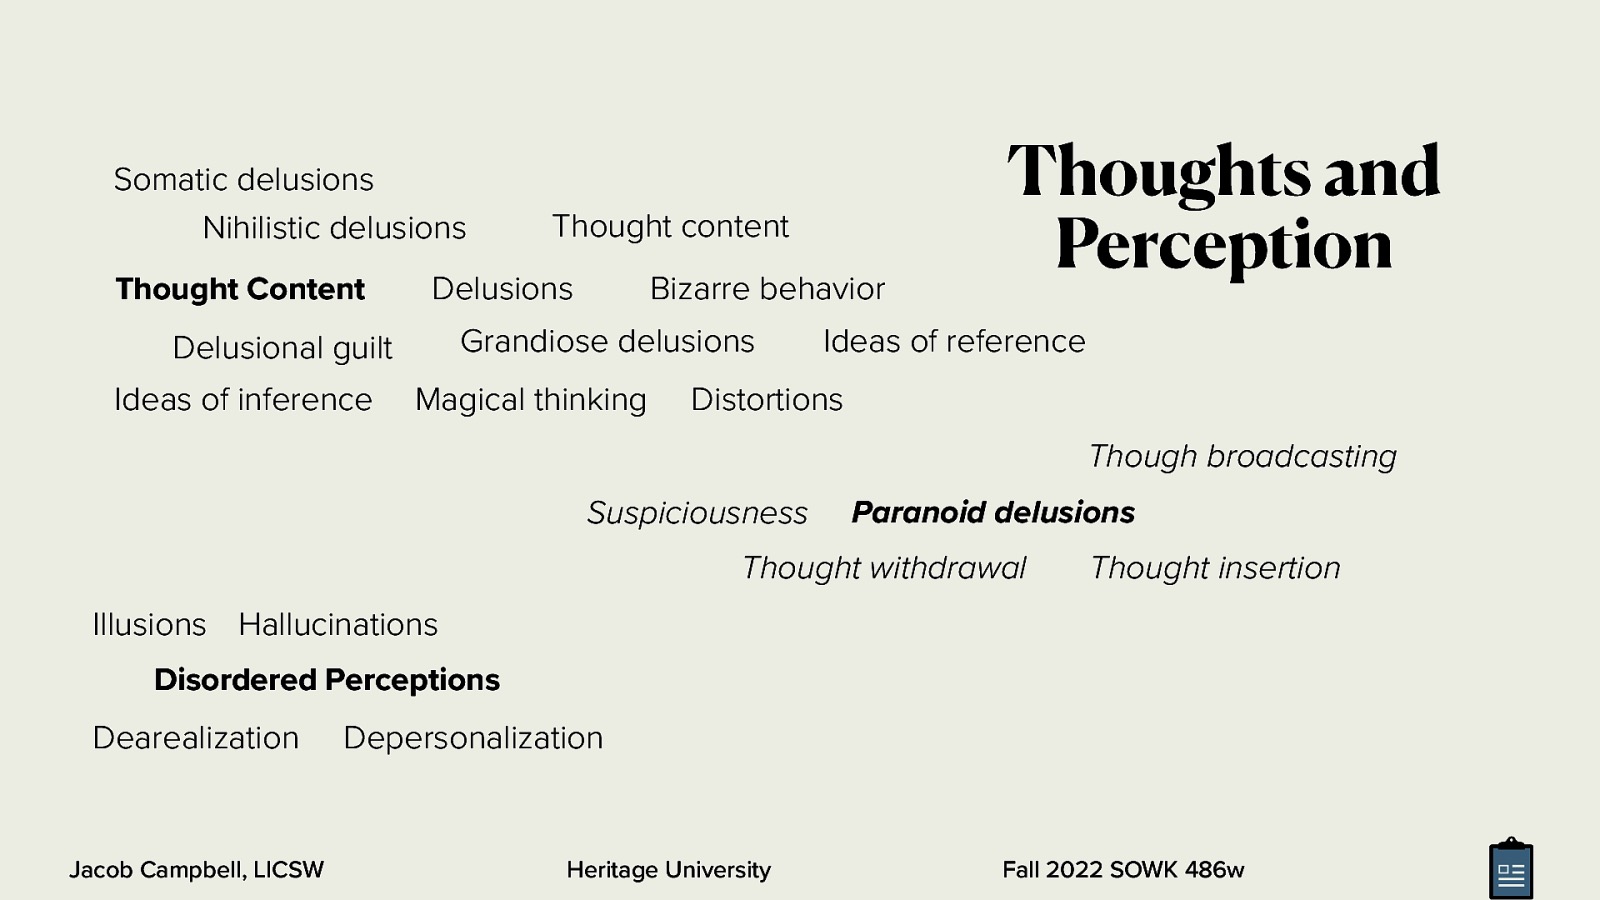 Thoughts and
Perception
Somatic delusions
Nihilistic delusions Thought content
Thought Content Delusions Bizarre behavior
Delusional guilt Grandiose delusions Ideas of reference
Ideas of inference Magical thinking Distortions
Though broadcasting
Suspiciousness Paranoid delusions
Thought withdrawal Thought insertion
Illusions Hallucinations
Disordered Perceptions
Dearealization Depersonalization
Jacob Campbell, LICSW Heritage University Fall 2022 SOWK 486w